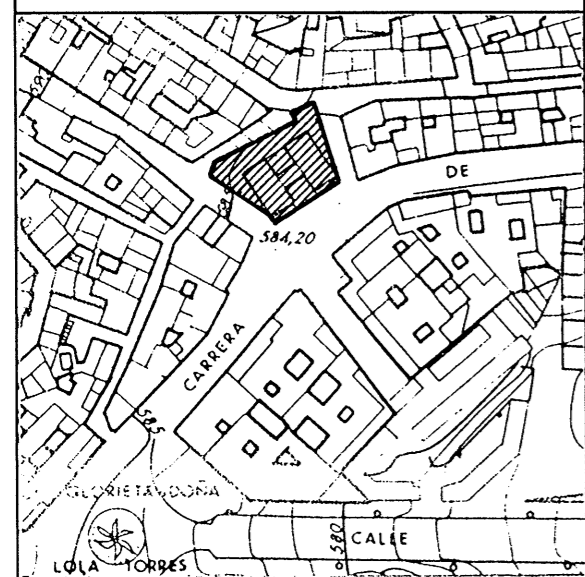 DE
584,20
CARRERA
585
GLORIETA DOÑA
580
CALLE
LOLA TORRES